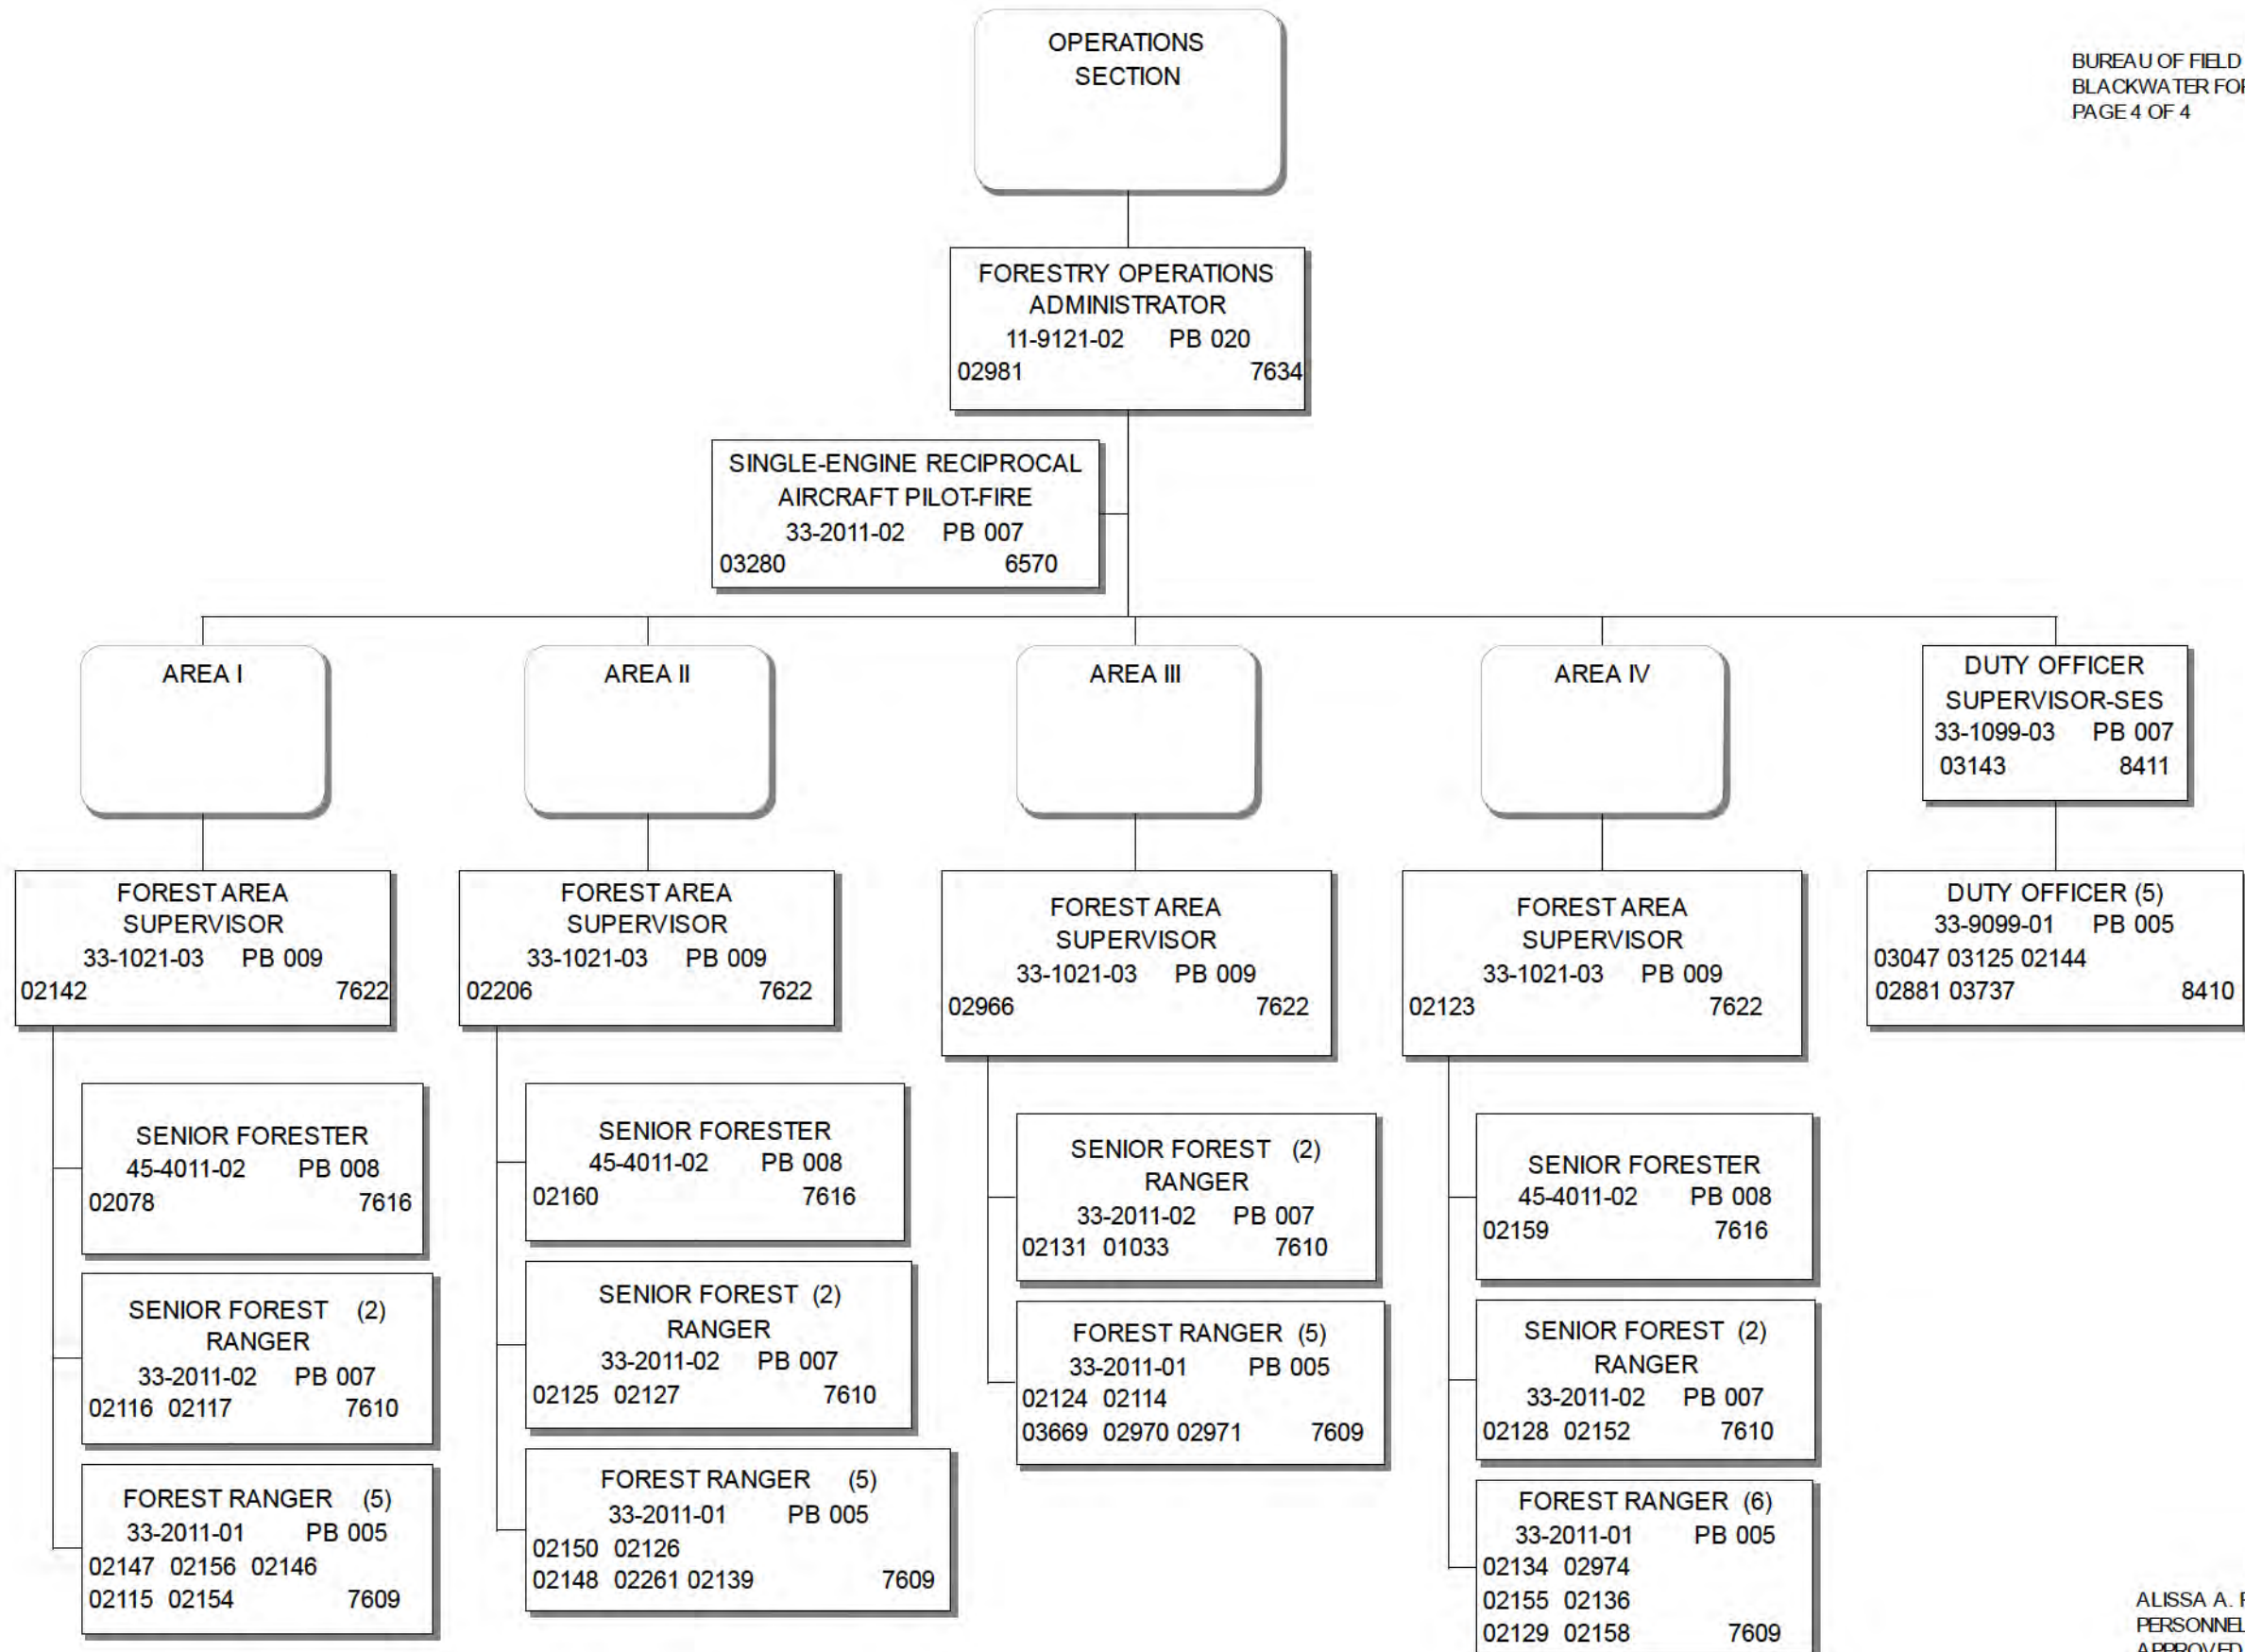 OPERATIONS
SECTION
BUREAU OF FIELD
BLACKWATER
PAGE 4 OF 4
FORESTRY OPERATIONS
ADMINISTRATOR
11-9121-02 PB 020
02981 7634
SINGLE-ENGINE RECIPROCAL
AIRCRAFT PILOT-FIRE
33-2011-02 PB 007
03280 6570
AREA I
AREA II
AREA III
AREA IV
DUTY OFFICER
SUPERVISOR-SES
33-1099-03 PB 007
03143 8411
FOREST AREA
SUPERVISOR
33-1021-03 PB 009
02142 7622
FOREST AREA
SUPERVISOR
33-1021-03 PB 009
02206 7622
FOREST AREA
SUPERVISOR
33-1021-03 PB 009
02966 7622
FOREST AREA
SUPERVISOR
33-1021-03 PB 009
02123 7622
DUTY OFFICER (5)
33-9099-01 PB 005
03047 03125 02144
02881 03737 8410
SENIOR FORESTER
45-4011-02 PB 008
02078 7616
SENIOR FOREST (2)
RANGER
33-2011-02 PB 007
02116 02117 7610
FOREST RANGER (5)
33-2011-01 PB 005
02147 02156 02146
02115 02154 7609
SENIOR FORESTER
45-4011-02 PB 008
02160 7616
SENIOR FOREST (2)
RANGER
33-2011-02 PB 007
02125 02127 7610
FOREST RANGER (5)
33-2011-01 PB 005
02150 02126
02148 02261 02139 7609
SENIOR FOREST (2)
RANGER
33-2011-02 PB 007
02131 01033 7610
FOREST RANGER (5)
33-2011-01 PB 005
02124 02114
03669 02970 02971 7609
SENIOR FORESTER
45-4011-02 PB 008
02159 7616
SENIOR FOREST (2)
RANGER
33-2011-02 PB 007
02128 02152 7610
FOREST RANGER (6)
33-2011-01 PB 005
02134 02974
02155 02136
02129 02158 7609
ALISSA A.
PERSONNEL
APPROVED